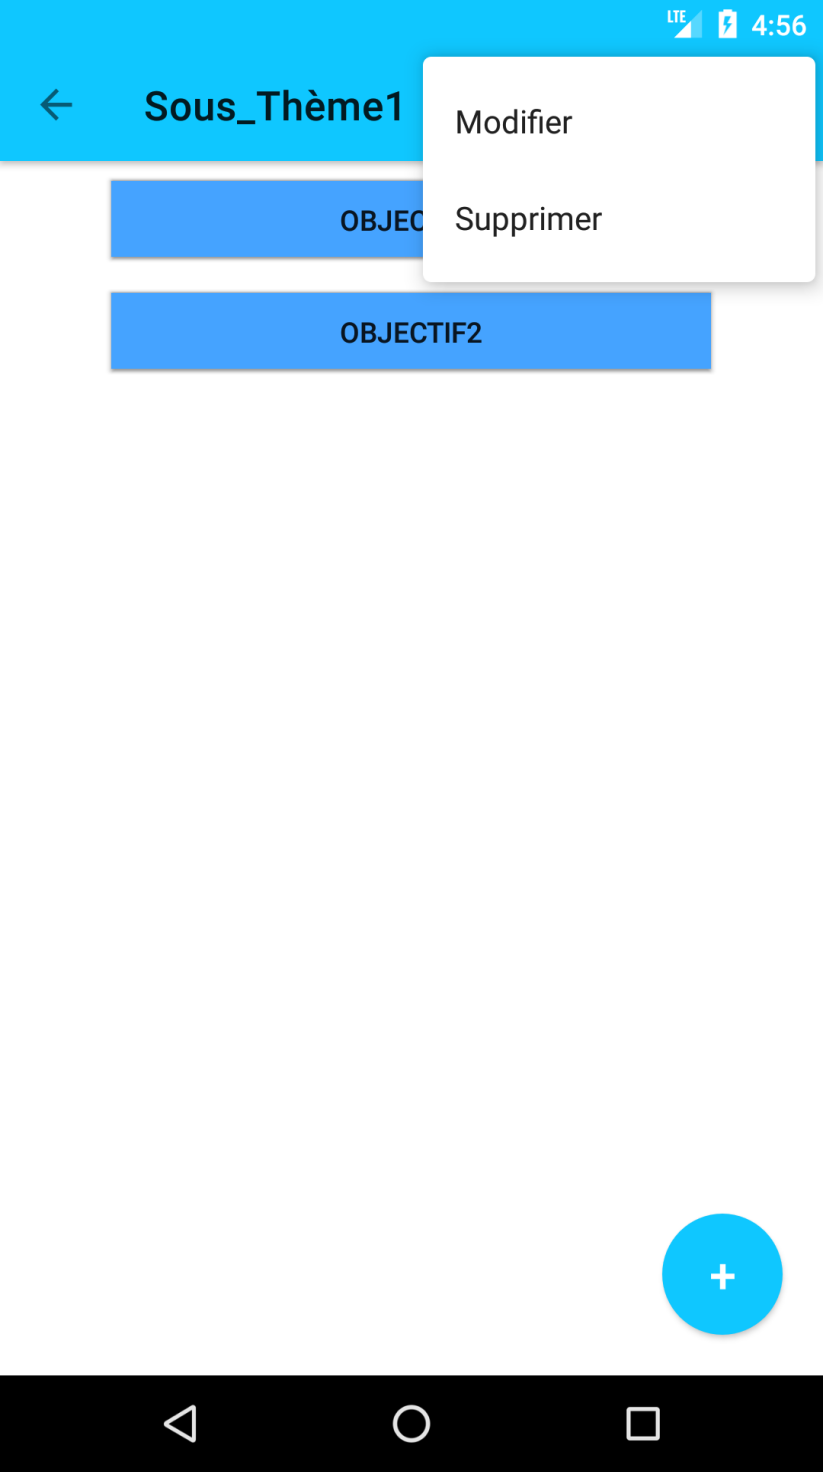 LTE 4:56
Sous_Thème1
Modifier
Supprimer
OBJEC
OBJECTIF2
+